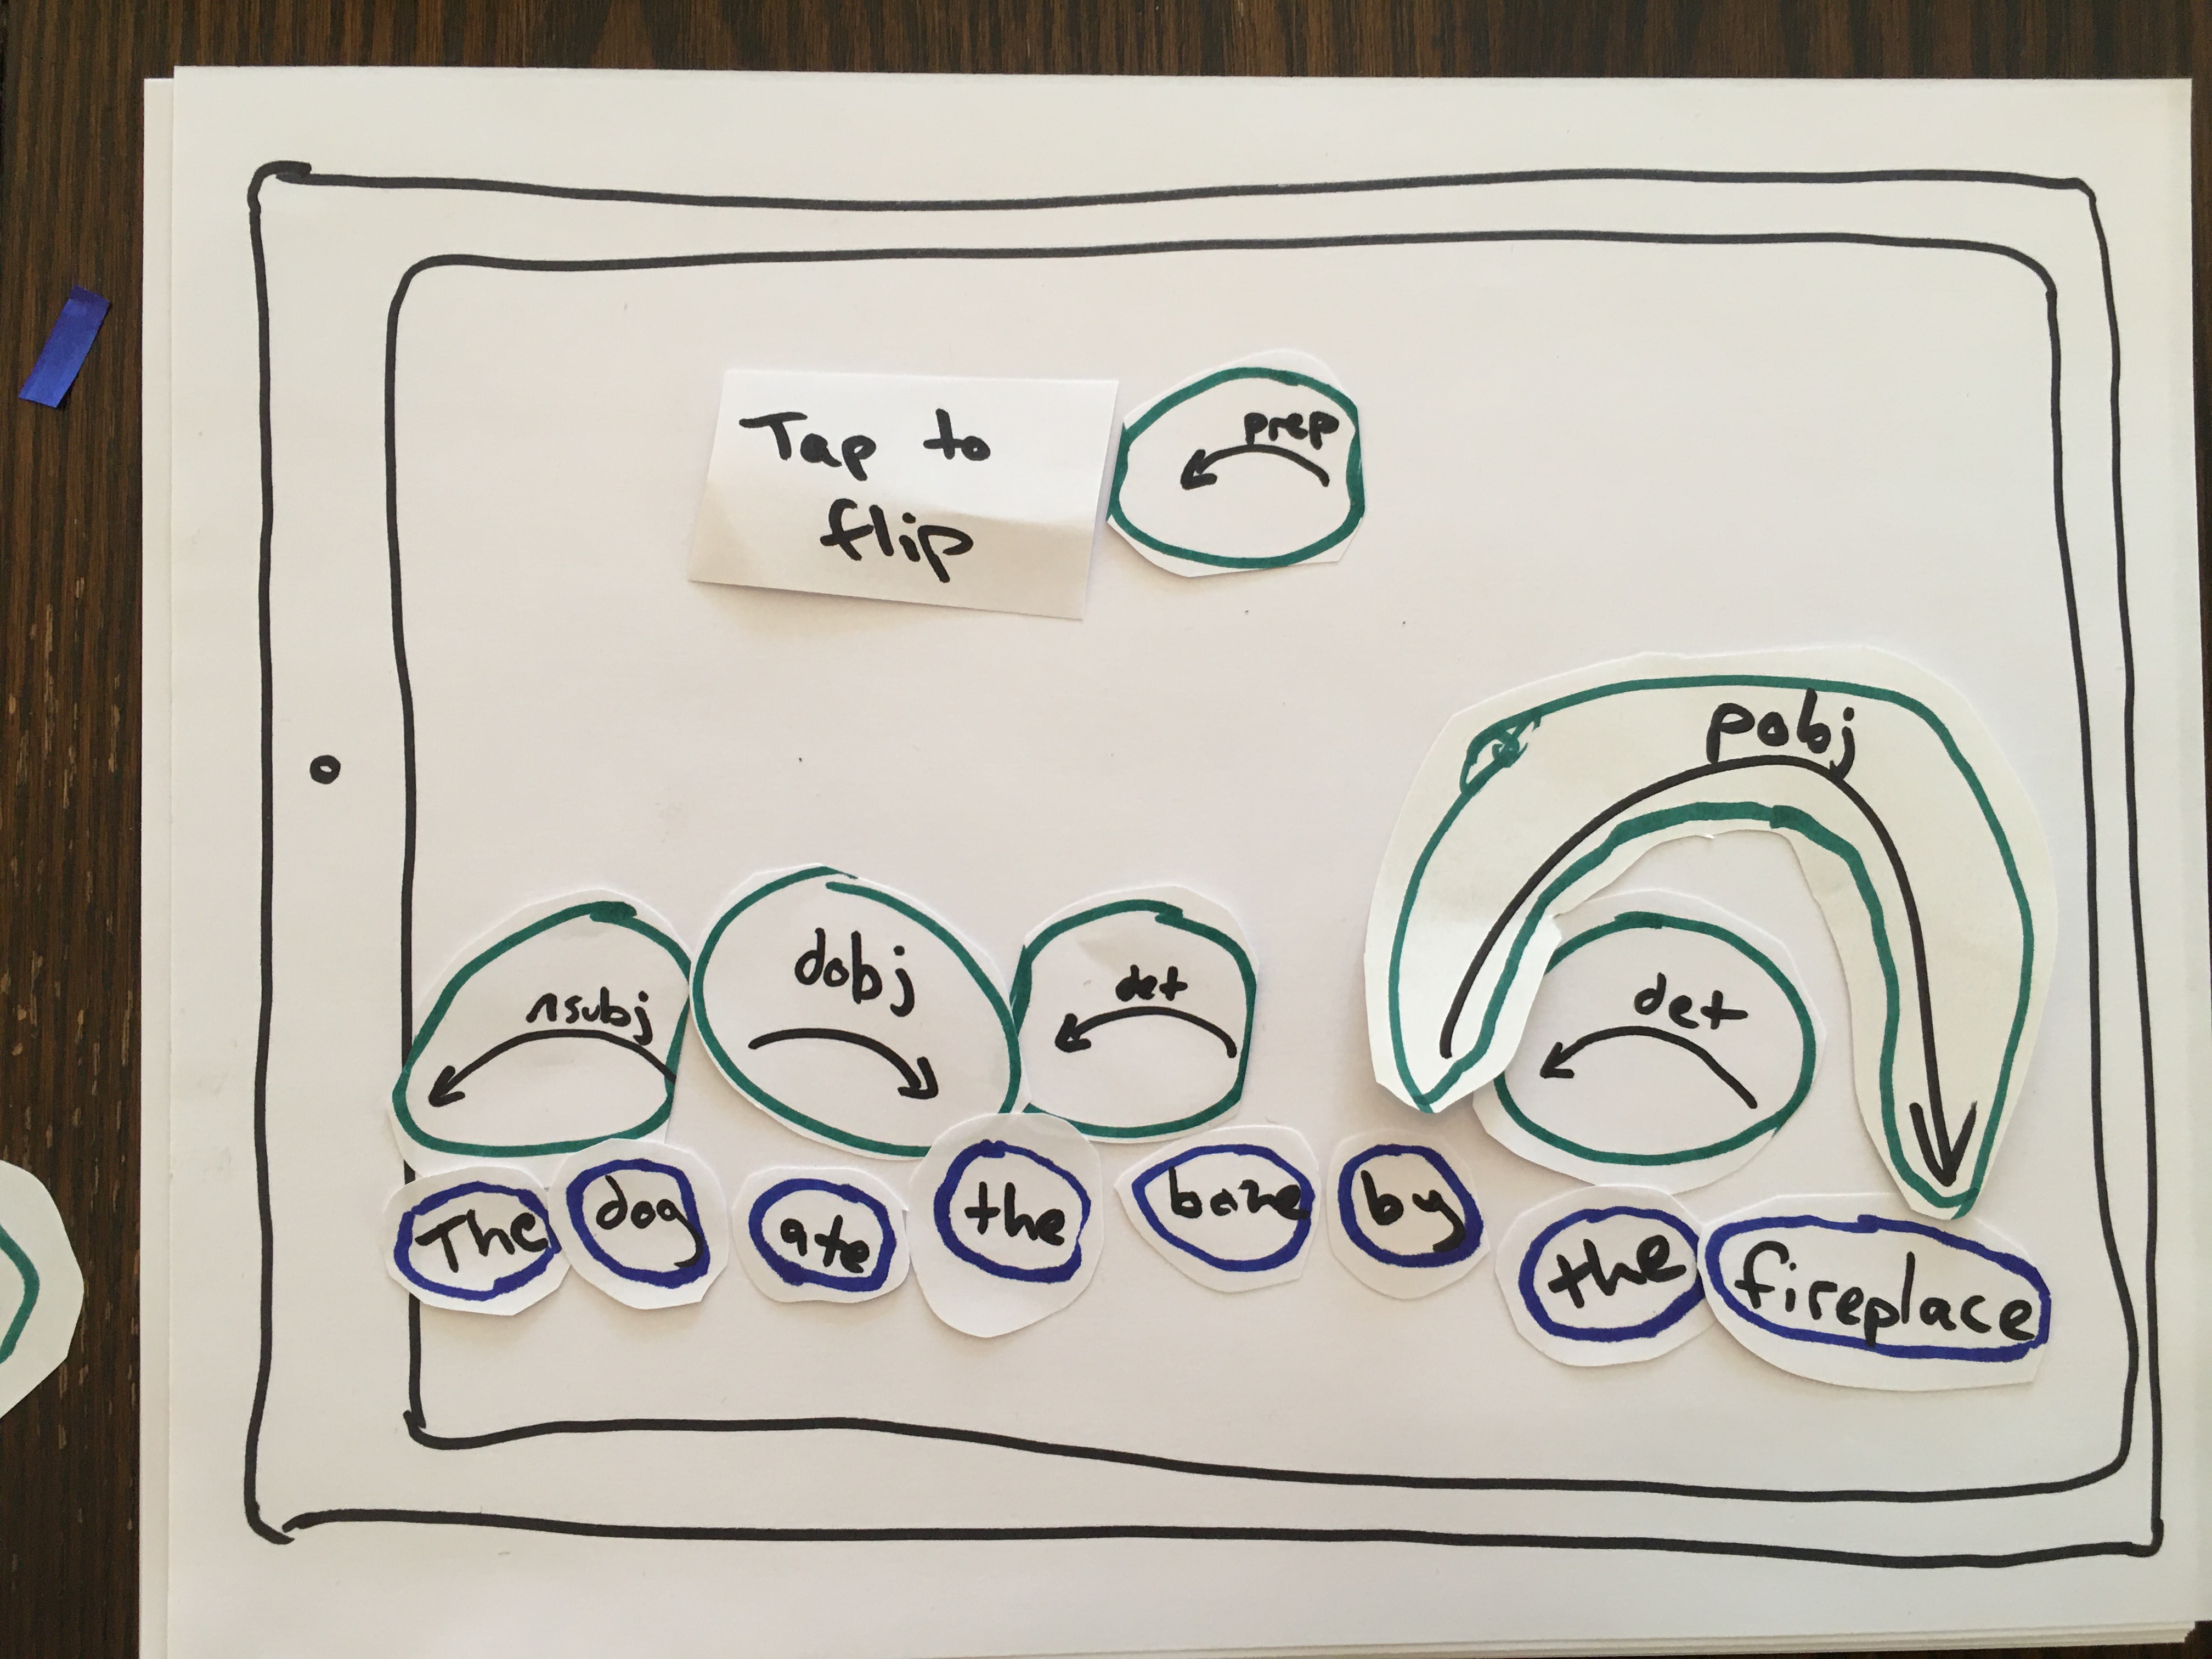 Tap to
flip
prep
pobj
nsubj
dobj
det
det
The dog ate the bone by the fireplace